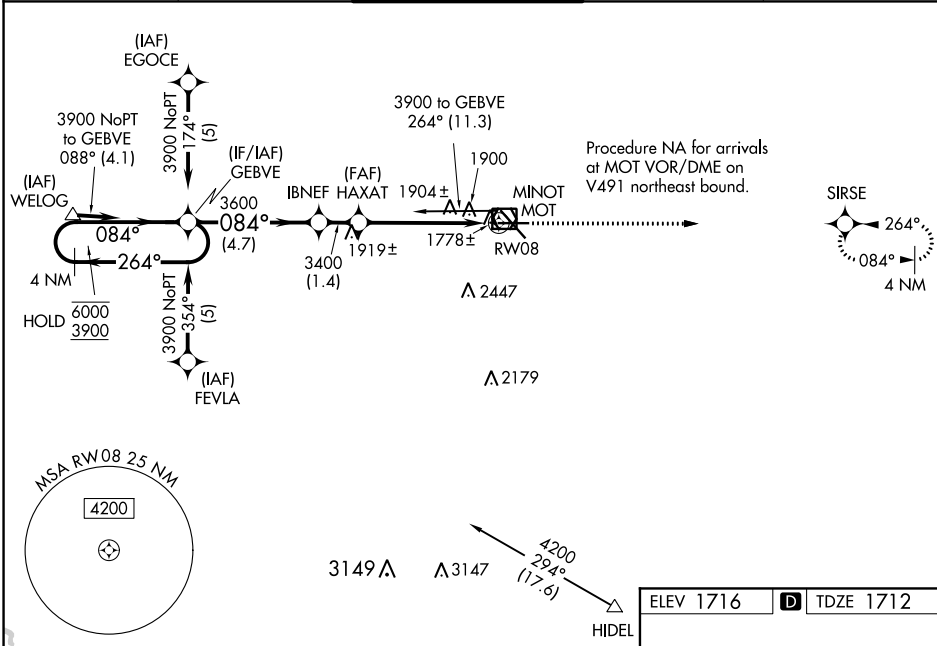 (IAF)
EGOCE
3900 NoPT
174°
(5)
3900 NoPT
to GEBVE
088° (4.1)
(IAF)
WELOG
(IF/IAF)
GEBVE
3600
084°
(4.7)
084°
264°
4 NM
HOLD
6000
3900
3900 NoPT
354°
(5)
(IAF)
FEVLA
IBNEF
(FAF)
HAXAT
3400
(1.4)
1919±
3900 to GEBVE
264° (11.3)
1900
1904±
1778±
MINOT
MOT
RW08
Procedure NA for arrivals
at MOT VOR/DME on
V491 northeast bound.
SIRSE
264°
084°
4 NM
2447
2179
MSA RW08 25 NM
4200
3149
3147
4200
294°
(17.6)
HIDEL
ELEV 1716
D
TDZE 1712